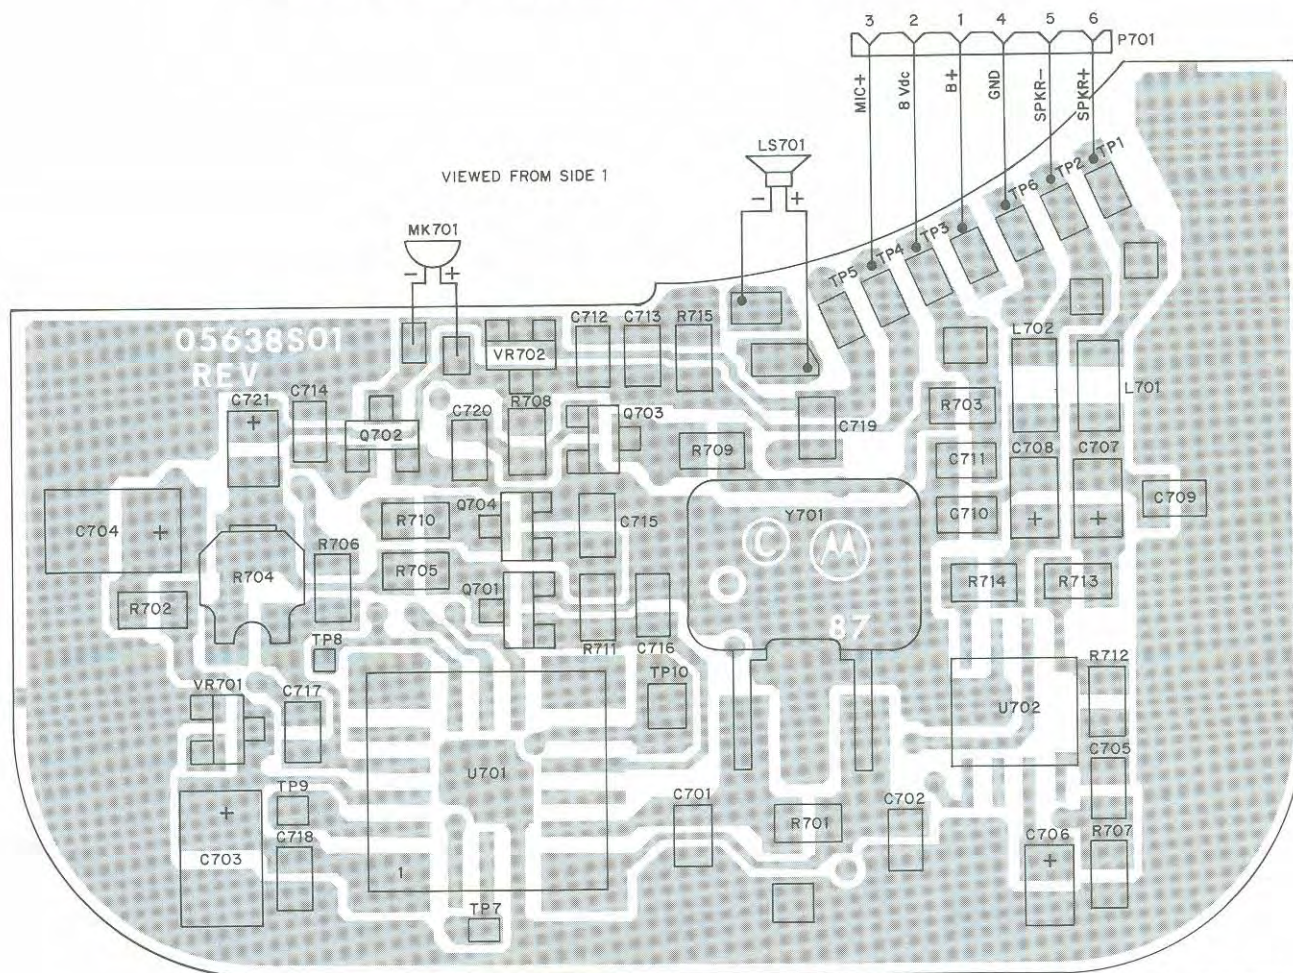 3 2 1 4 5 6
P701
MIC+
8 Vdc
B+
GND
SPKR-
SPKR+
VIEWED FROM SIDE 1
LS701
- +
TP1
TP2
TP6
TP3
TP4
TP5
MK701
- +
05638S01
REV
C712
C713
R715
VR702
L702
L701
C714
C721
+
R708
C720
Q703
Q702
C719
R703
R709
C711
C708
C707
C704
+
Q704
R710
C715
Y701
C710
+
+
C709
© M
R706
R705
R704
R702
Q701
R714
R713
87
TP8
R711
C716
TP10
R712
VR701
C717
U702
U701
C705
TP9
C701
R701
C702
+
C703
C718
1
C706
+
R707
TP7